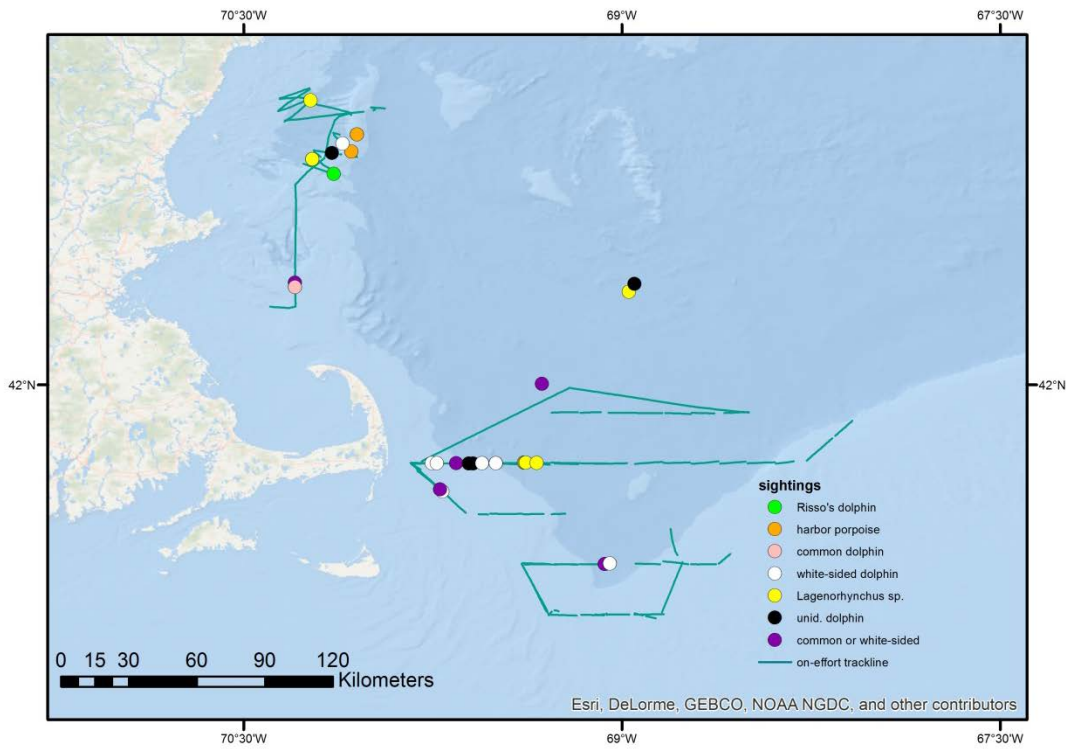 70°30'W 69°W 67°30'W
42°N 42°N
sightings
Risso's dolphin
harbor porpoise
common dolphin
white-sided dolphin
Lagenorhynchus sp.
unid. dolphin
common or white-sided
on-effort trackline
0 15 30 60 90 120
Kilometers
Esri, DeLorme, GEBCO, NOAA NGDC, and other contributors
70°30'W 69°W 67°30'W